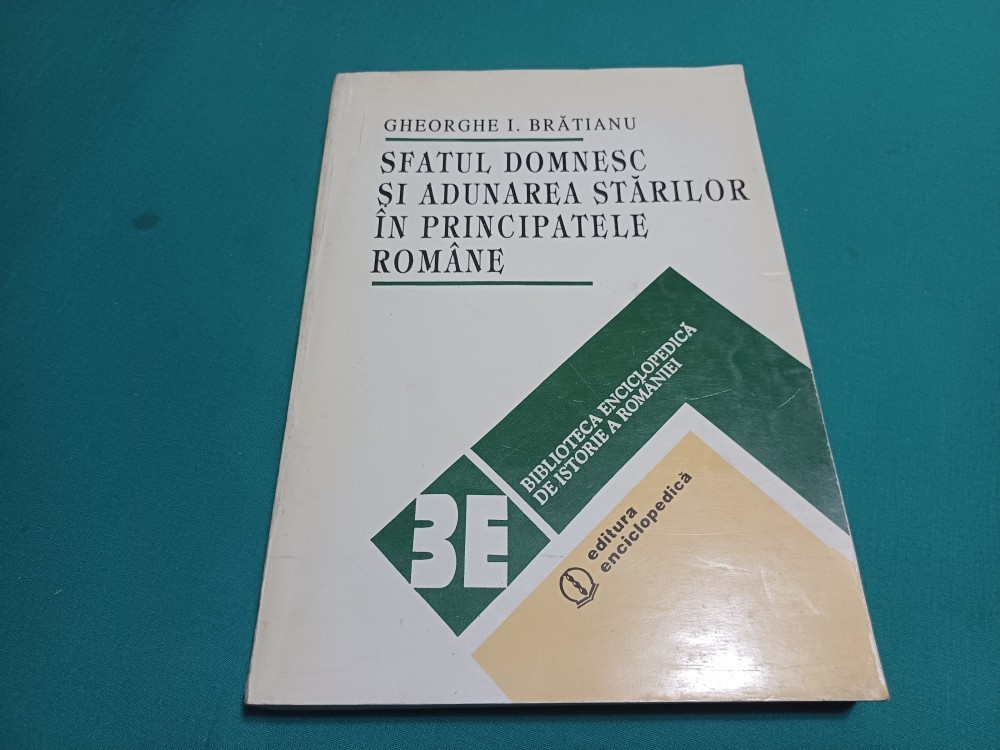 GHEORGHE I. BRĂTIANU
SFATUL DOMNESC
ȘI ADUNAREA STĂRILOR
ÎN PRINCIPATELE
ROMÂNE
BIBLIOTECA ENCICLOPEDICĂ
DE ISTORIE A ROMÂNIEI
3E
editura
enciclopedică